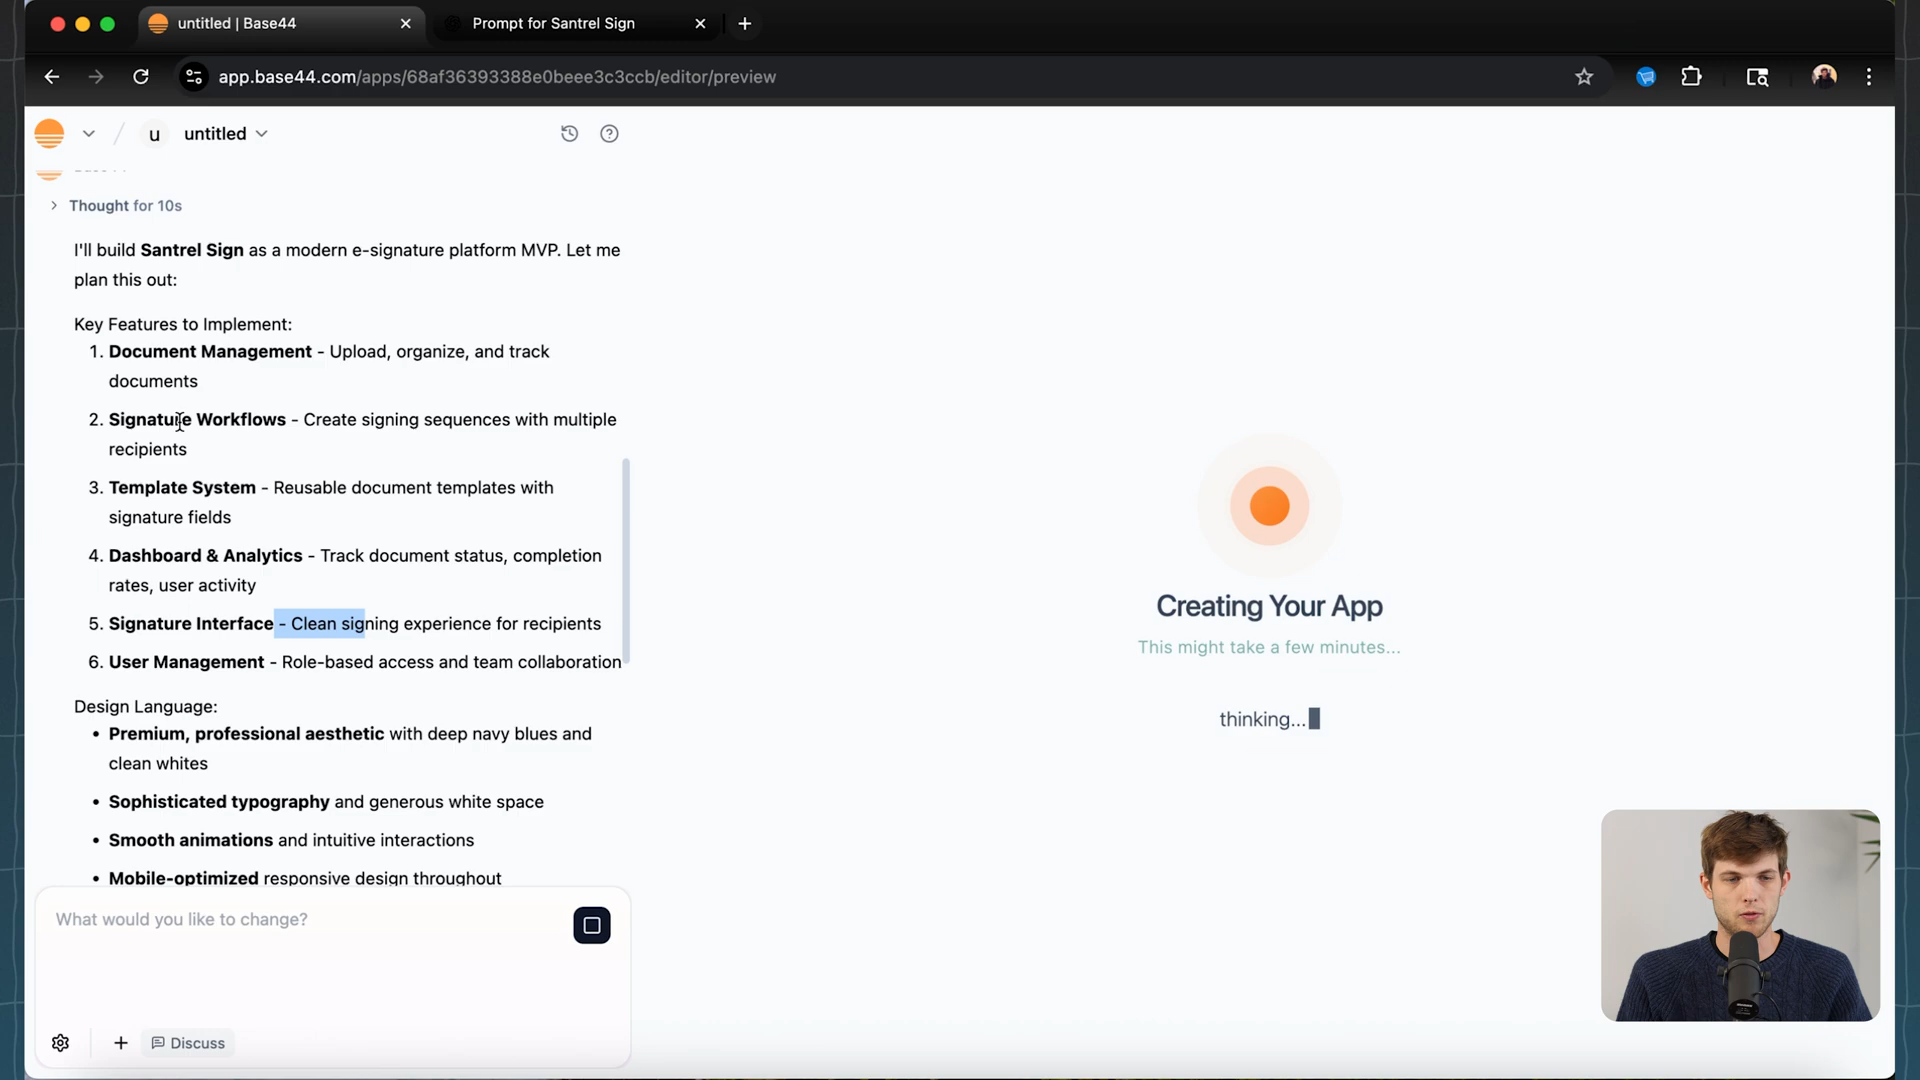 untitled | Base44
Prompt for Santrel Sign
app.base44.com/apps/68af36393388e0beee3c3ccb/editor/preview
u untitled
Thought for 10s
I'll build Santrel Sign as a modern e-signature platform MVP. Let me
plan this out:
Key Features to Implement:
1. Document Management - Upload, organize, and track
documents
2. Signature Workflows - Create signing sequences with multiple
recipients
3. Template System - Reusable document templates with
signature fields
4. Dashboard & Analytics - Track document status, completion
rates, user activity
5. Signature Interface - Clean signing experience for recipients
6. User Management - Role-based access and team collaboration
Design Language:
• Premium, professional aesthetic with deep navy blues and
clean whites
• Sophisticated typography and generous white space
• Smooth animations and intuitive interactions
• Mobile-optimized responsive design throughout
What would you like to change?
Discuss
Creating Your App
This might take a few minutes...
thinking...